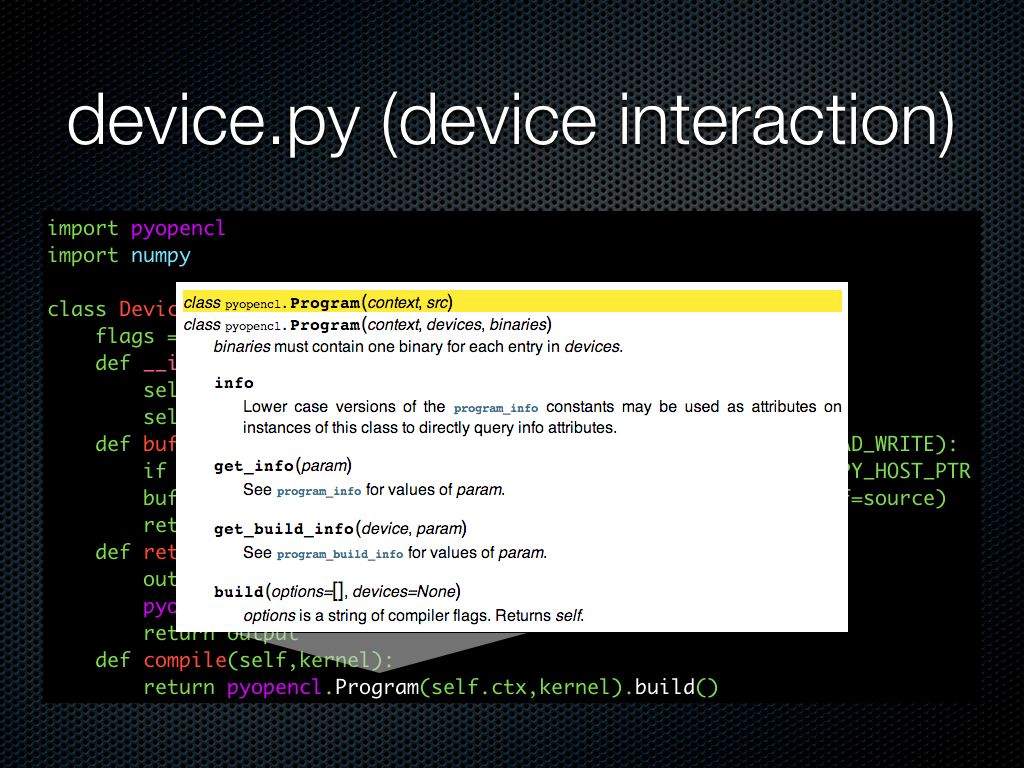 device.py (device interaction)
import pyopencl
import numpy
class Devic
flags =
def __i
sel
sel
def buf
AD_WRITE):
if
PY_HOST_PTR
buf
f=source)
ret
def ret
out
pyo
return output
def compile(self,kernel):
return pyopencl.Program(self.ctx,kernel).build()
class pyopencl.Program(context, src)
class pyopencl.Program(context, devices, binaries)
binaries must contain one binary for each entry in devices.
info
Lower case versions of the program_info constants may be used as attributes on
instances of this class to directly query info attributes.
get_info(param)
See program_info for values of param.
get_build_info(device, param)
See program_build_info for values of param.
build(options=[], devices=None)
options is a string of compiler flags. Returns self.